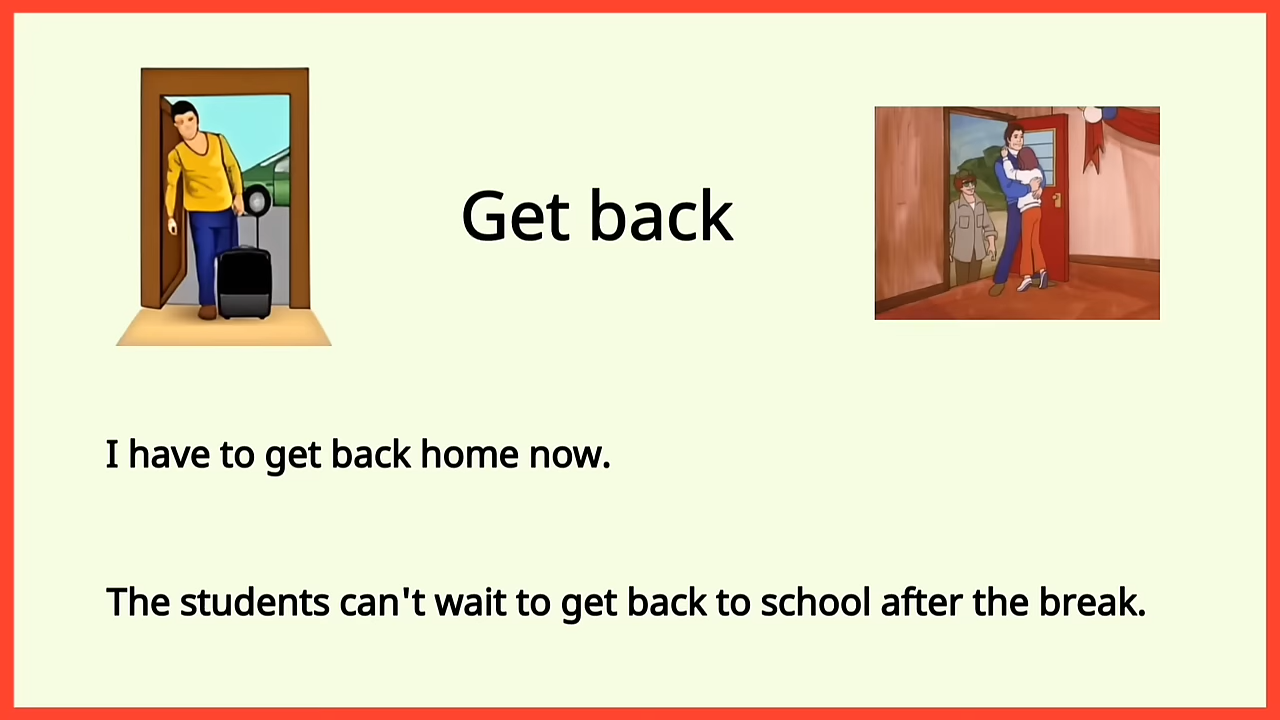 Get back
I have to get back home now.
The students can't wait to get back to school after the break.